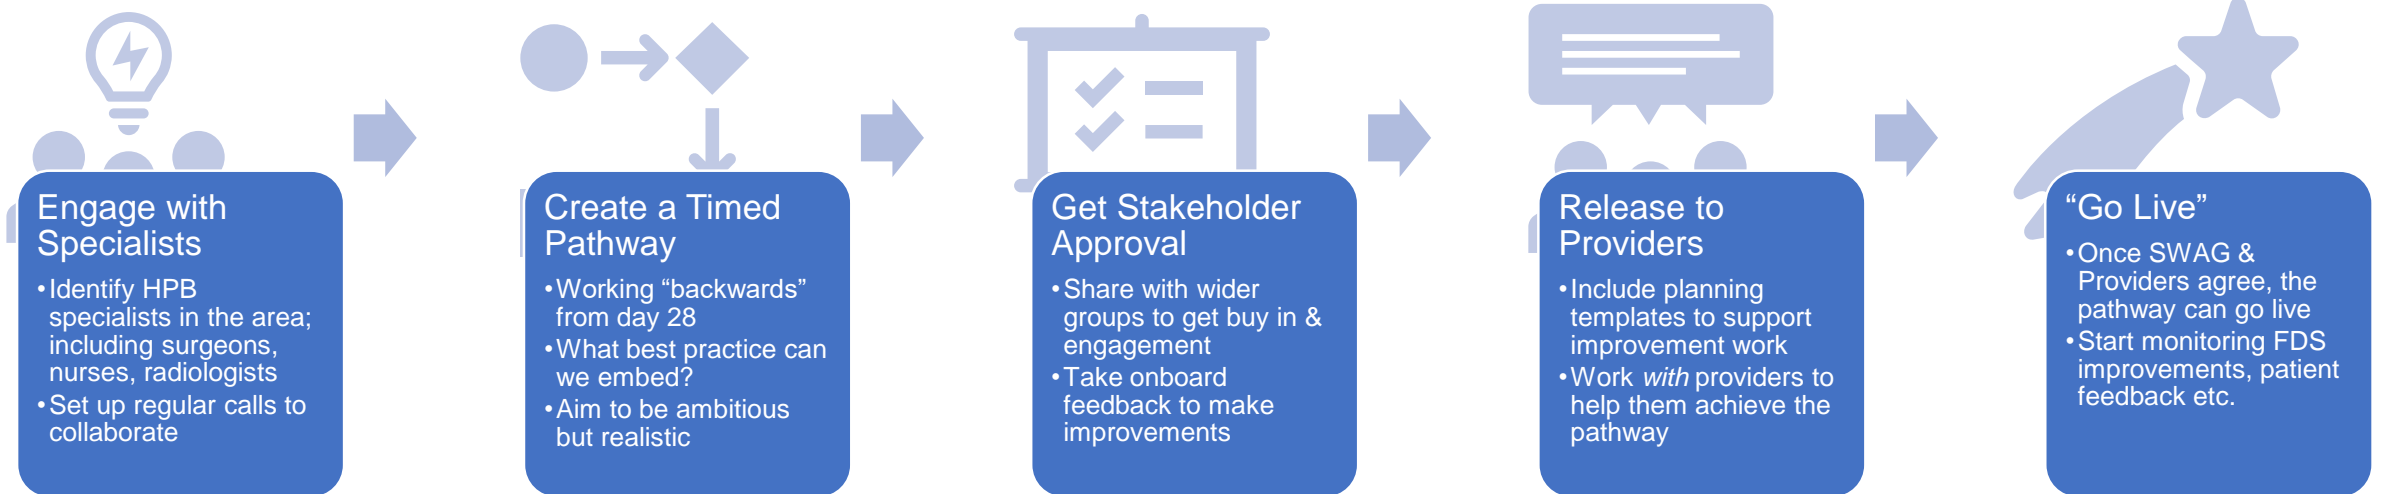 Engage with
Specialists
•Identify HPB
specialists in the area;
including surgeons,
nurses, radiologists
•Set up regular calls to
collaborate
Create a Timed
Pathway
•Working “backwards”
from day 28
•What best practice can
we embed?
•Aim to be ambitious
but realistic
Get Stakeholder
Approval
•Share with wider
groups to get buy in &
engagement
•Take onboard
feedback to make
improvements
Release to
Providers
•Include planning
templates to support
improvement work
•Work with providers to
help them achieve the
pathway
“Go Live”
•Once SWAG &
Providers agree, the
pathway can go live
•Start monitoring FDS
improvements, patient
feedback etc.